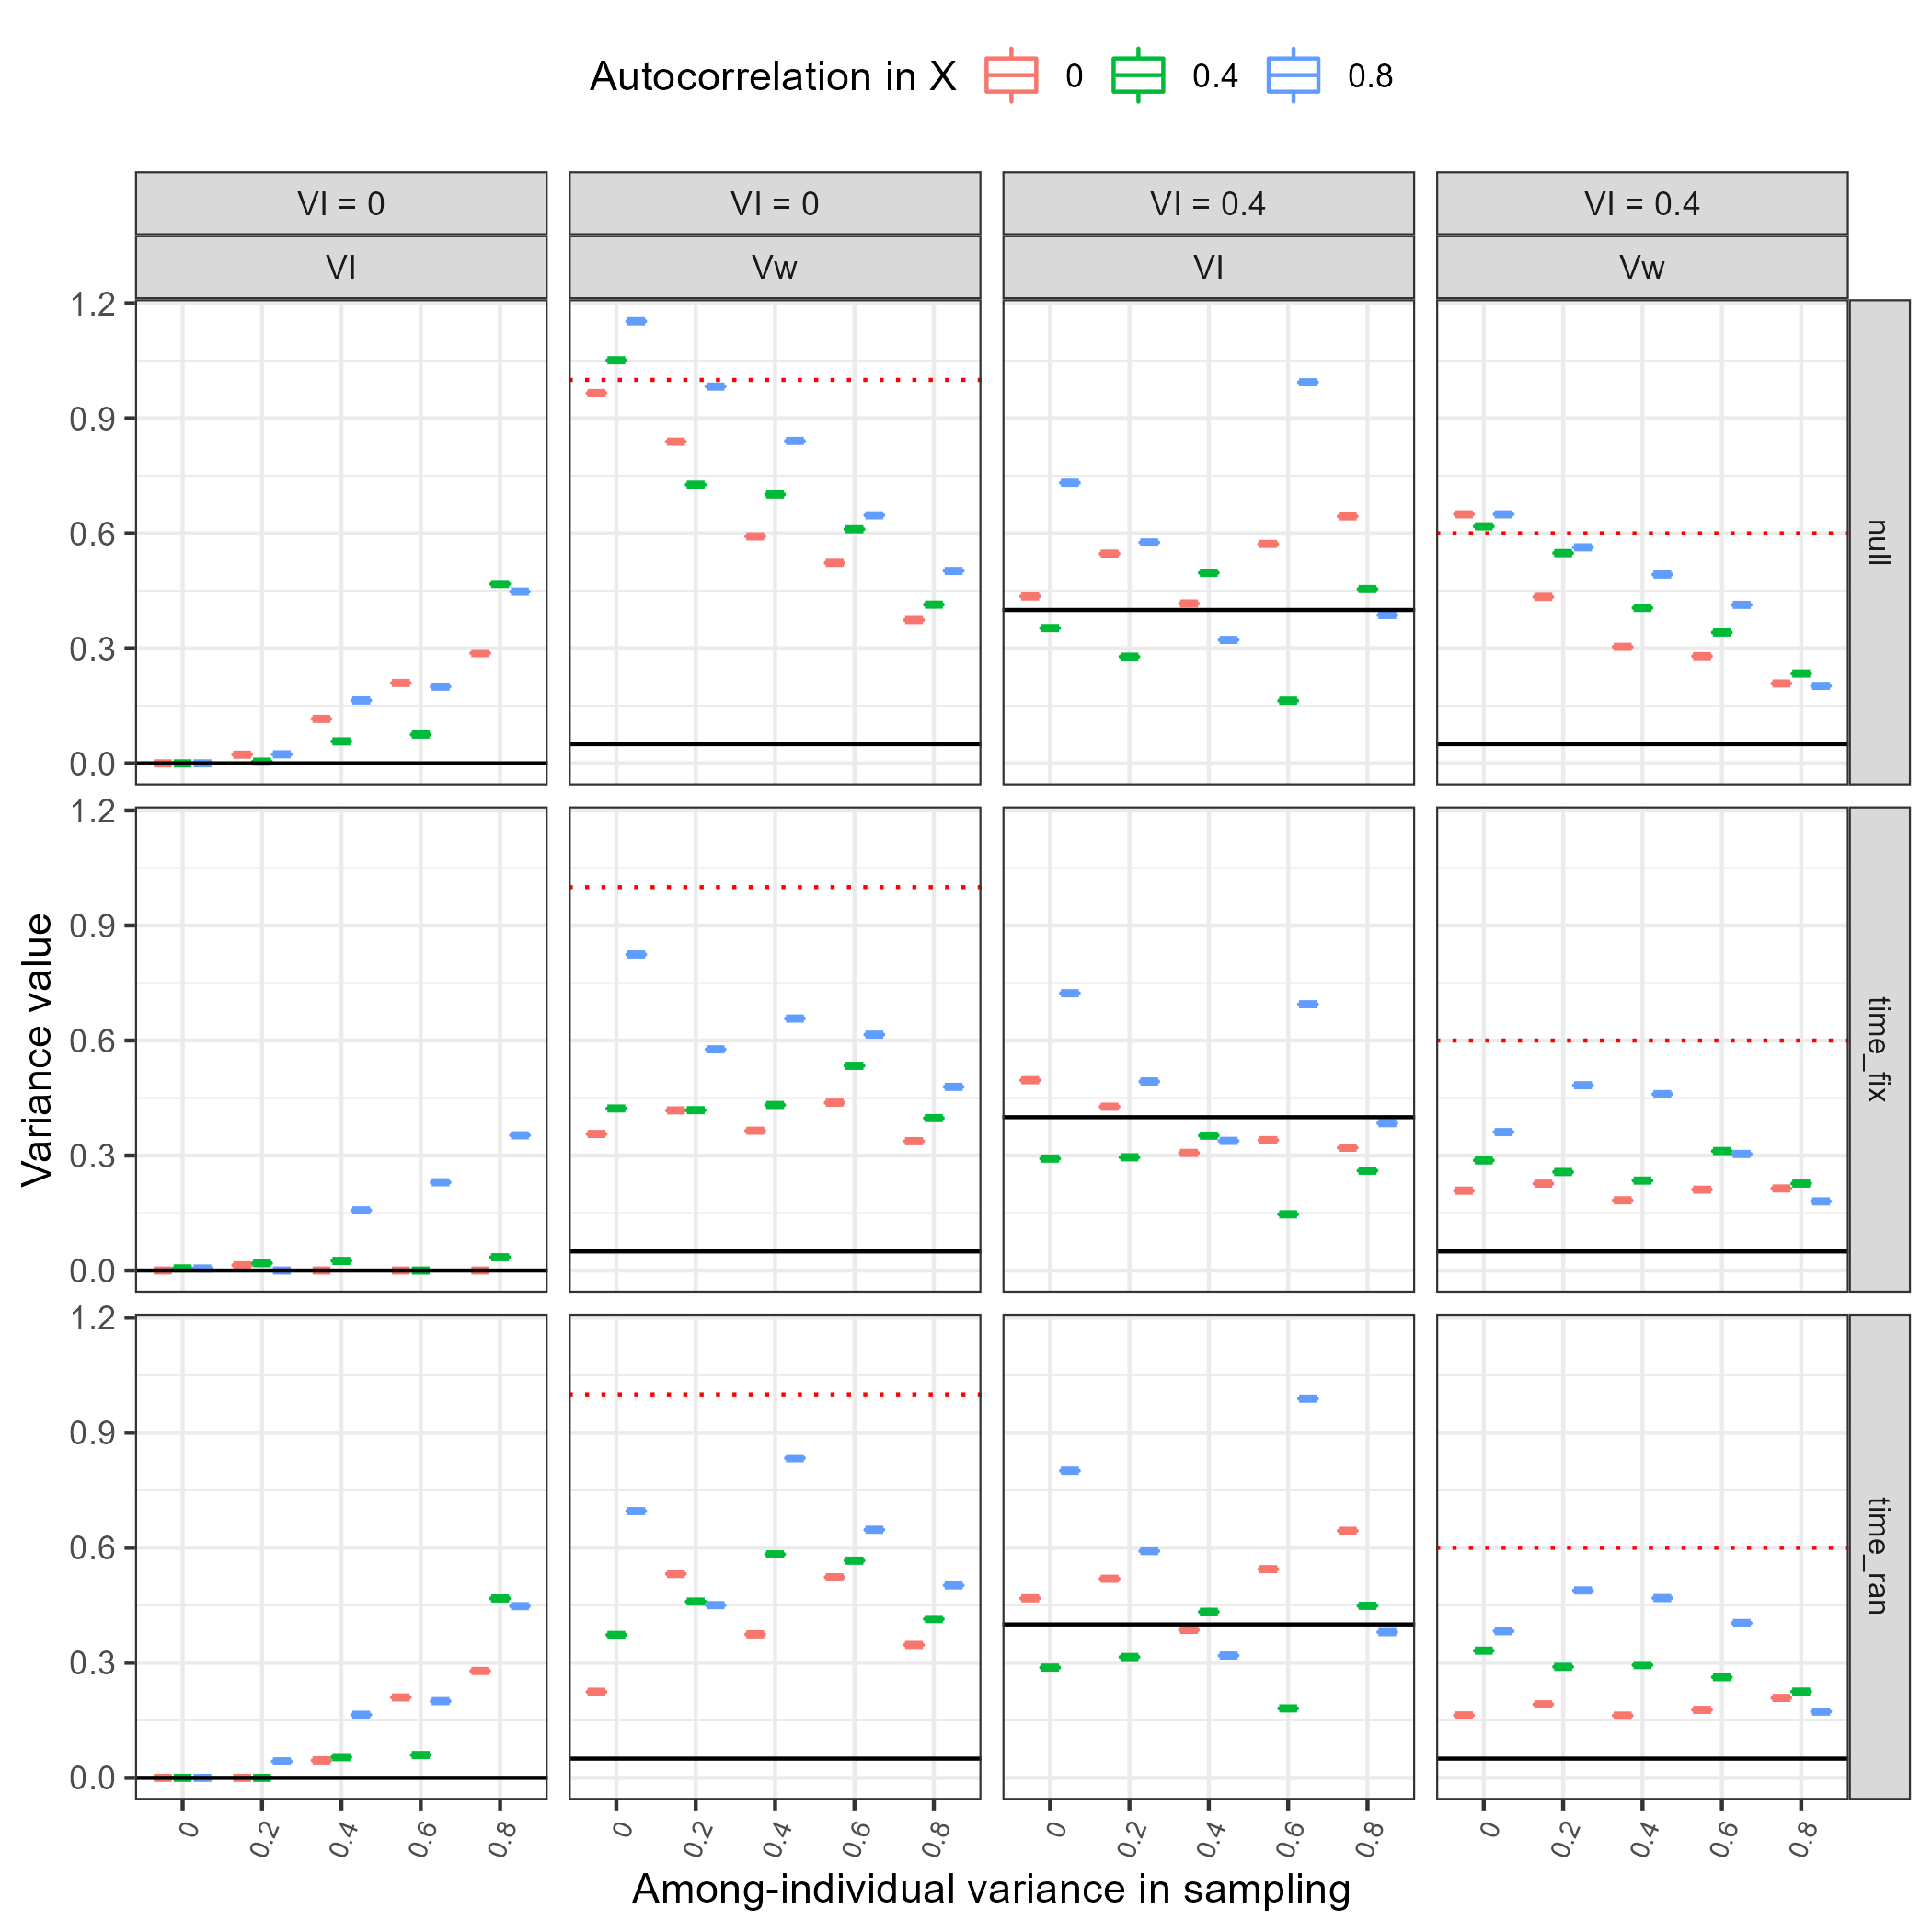 Autocorrelation in X 0 0.4 0.8
VI = 0 VI = 0 VI = 0.4 VI = 0.4
VI Vw VI Vw
1.2
0.9
0.6
0.3
0.0
null
1.2
0.9
0.6
0.3
0.0
time_fix
1.2
0.9
0.6
0.3
0.0
time_ran
Variance value
0 0.2 0.4 0.6 0.8 0 0.2 0.4 0.6 0.8 0 0.2 0.4 0.6 0.8 0 0.2 0.4 0.6 0.8
Among-individual variance in sampling